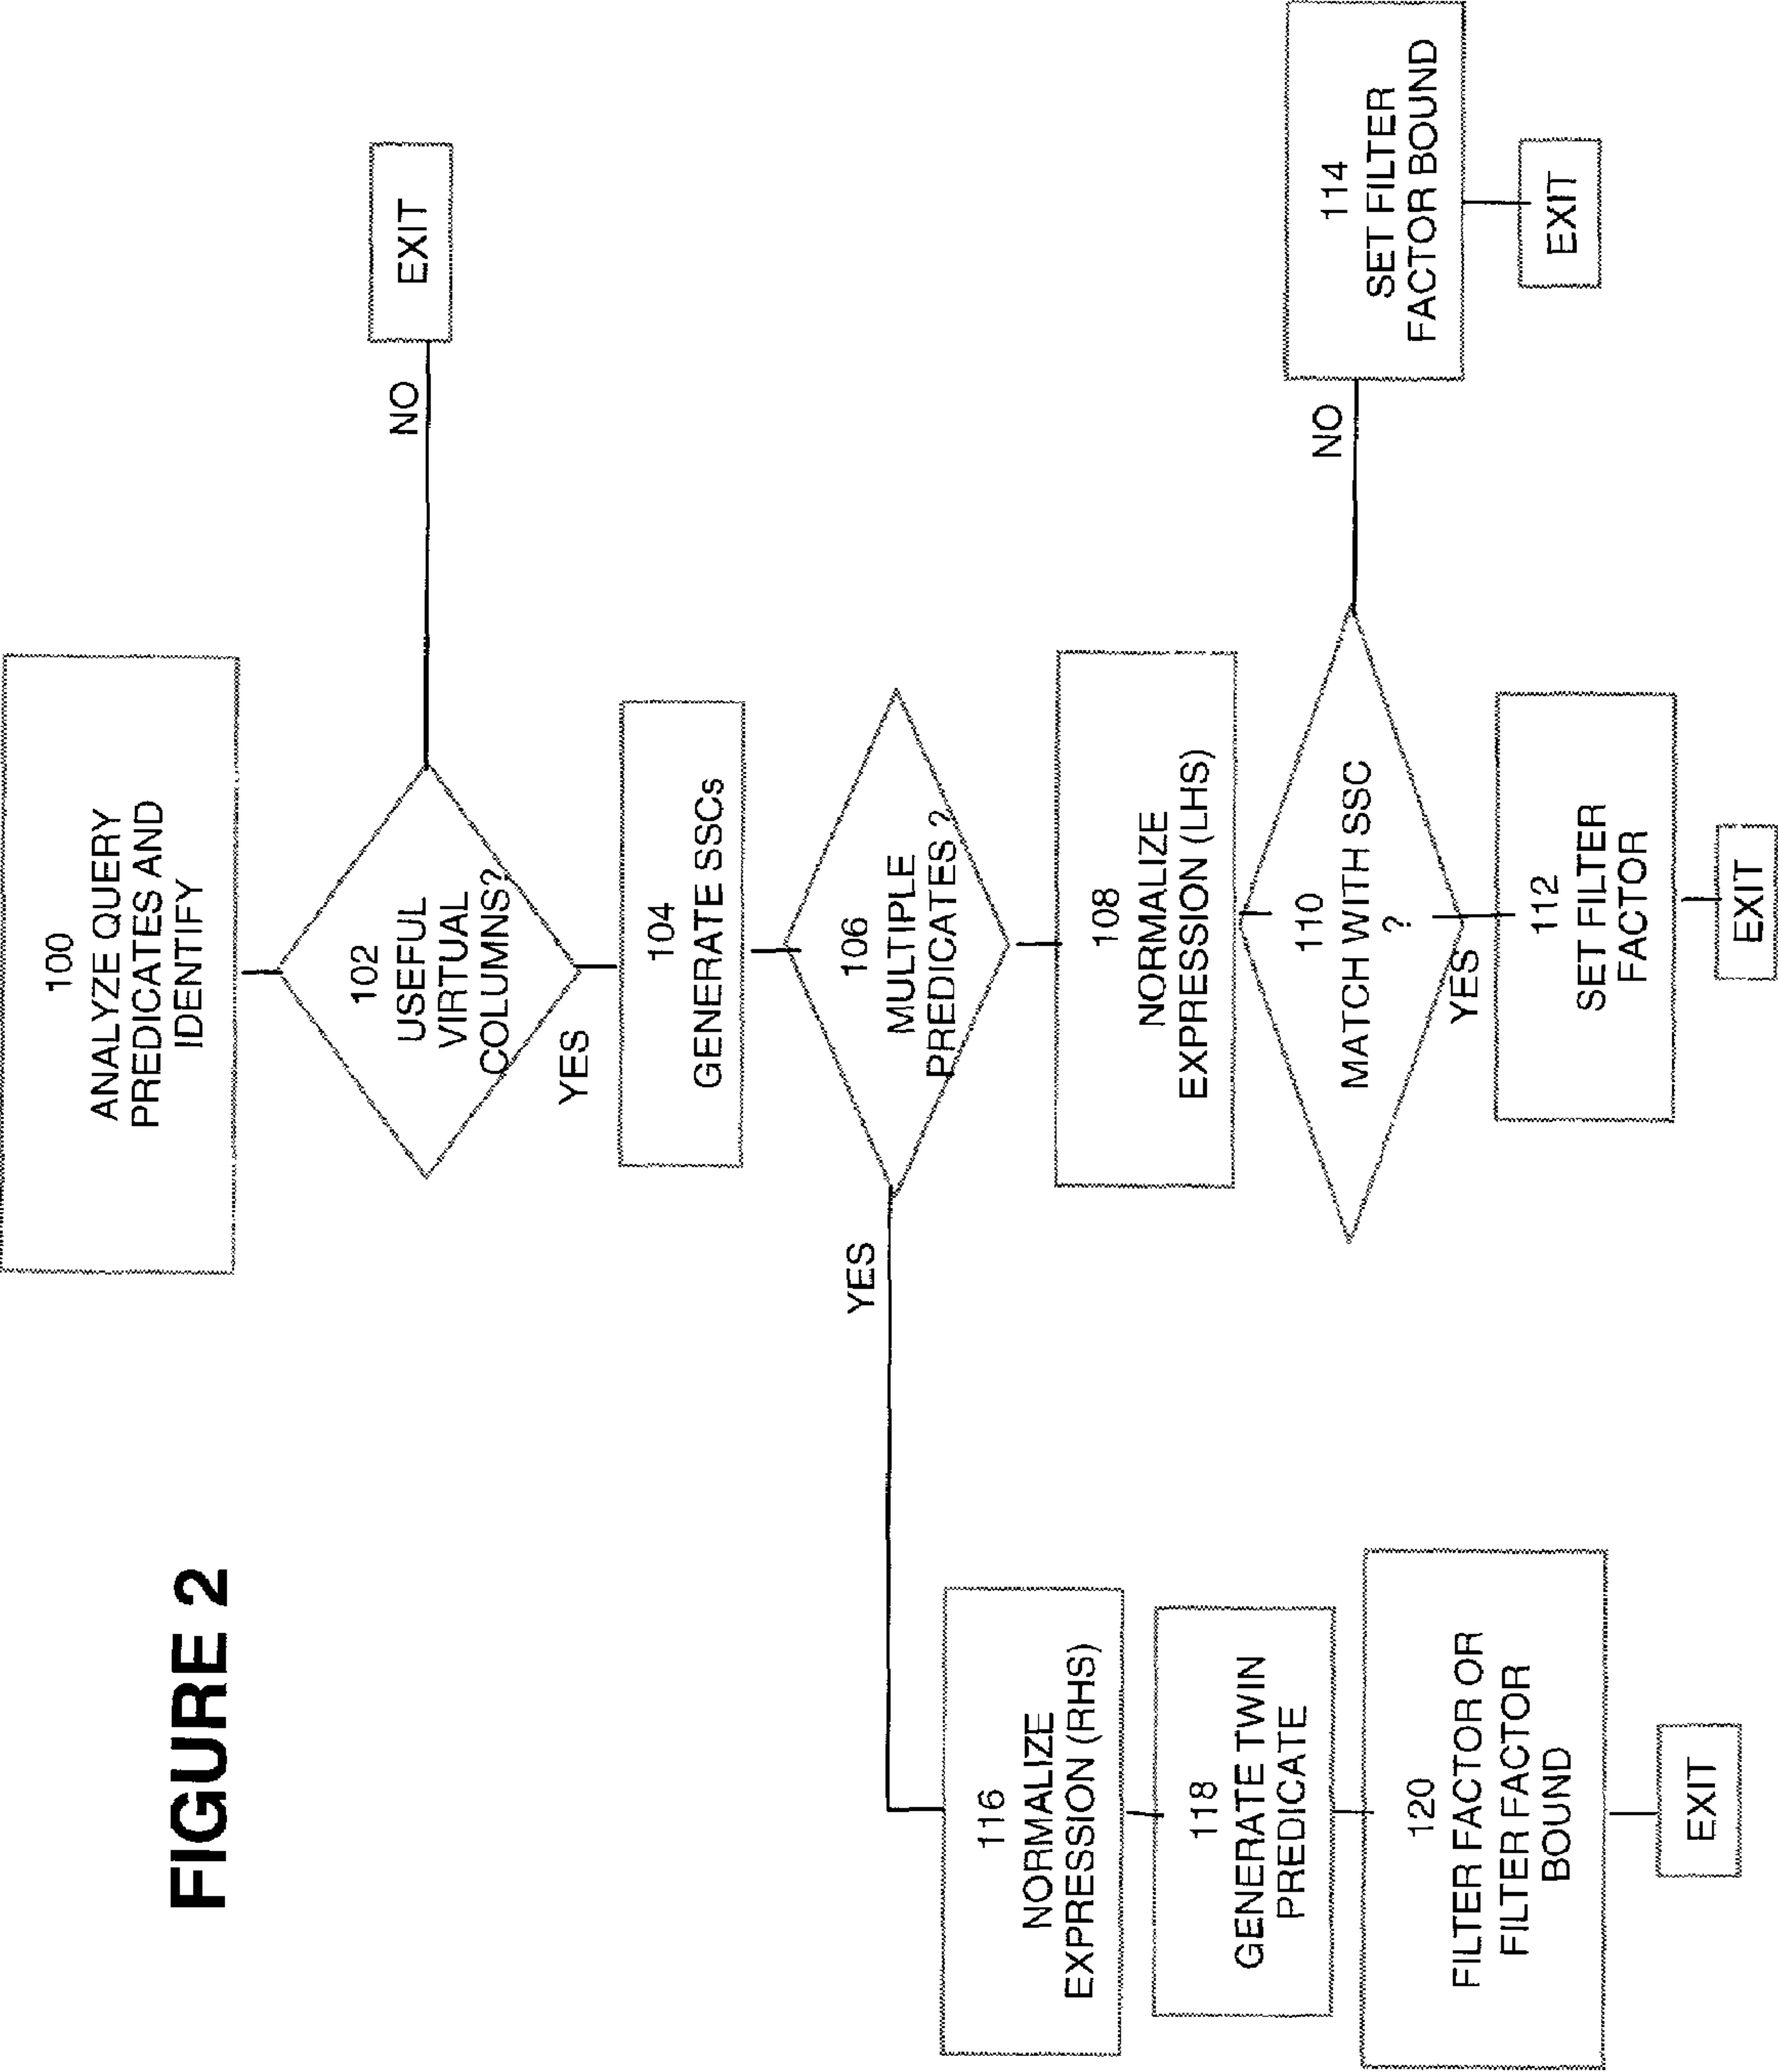 FIGURE 2
100
ANALYZE QUERY
PREDICATES AND
IDENTIFY
102
USEFUL
VIRTUAL
COLUMNS?
NO
EXIT
YES
104
GENERATE SSCs
106
MULTIPLE
PREDICATES ?
YES
108
NORMALIZE
EXPRESSION (LHS)
110
MATCH WITH SSC
?
NO
114
SET FILTER
FACTOR BOUND
EXIT
YES
112
SET FILTER
FACTOR
EXIT
116
NORMALIZE
EXPRESSION (RHS)
118
GENERATE TWIN
PREDICATE
120
FILTER FACTOR OR
FILTER FACTOR
BOUND
EXIT